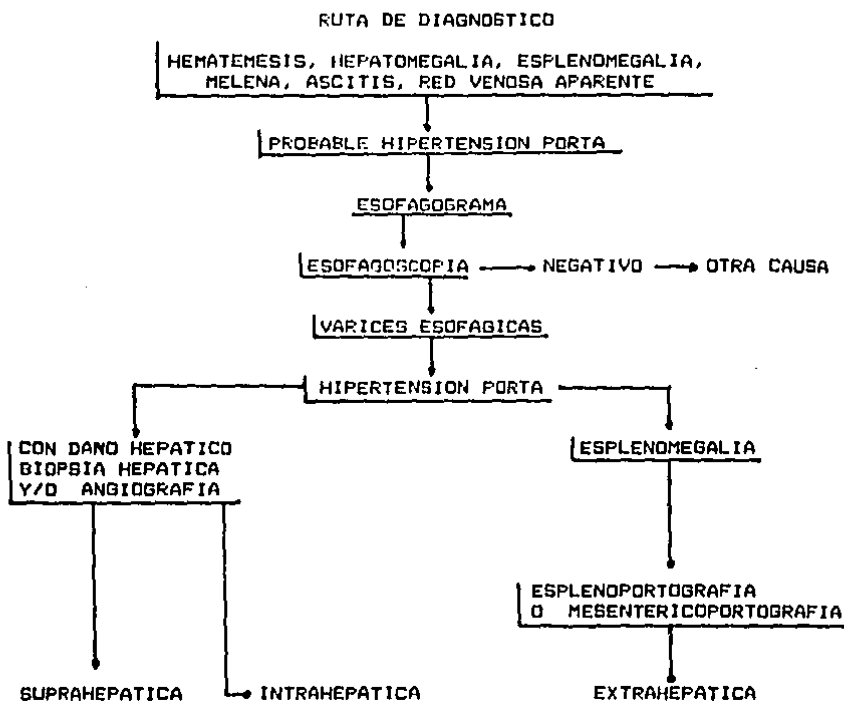 RUTA DE DIAGNOSTICO
HEMATEMESIS, HEPATOMEGALIA, ESPLENOMEGALIA,
MELENA, ASCITIS, RED VENOSA APARENTE
PROBABLE HIPERTENSION PORTA
ESOFAGOGRAMA
ESOFAGOSCOPIA NEGATIVO OTRA CAUSA
VARICES ESOFAGICAS
HIPERTENSION PORTA
CON DANO HEPATICO
BIOPSIA HEPATICA
Y/O ANGIOGRAFIA
ESPLENOMEGALIA
ESPLENOPORTOGRAFIA
O MESENTERICOPORTOGRAFIA
SUPRAHEPATICA INTRAHEPATICA EXTRAHEPATICA